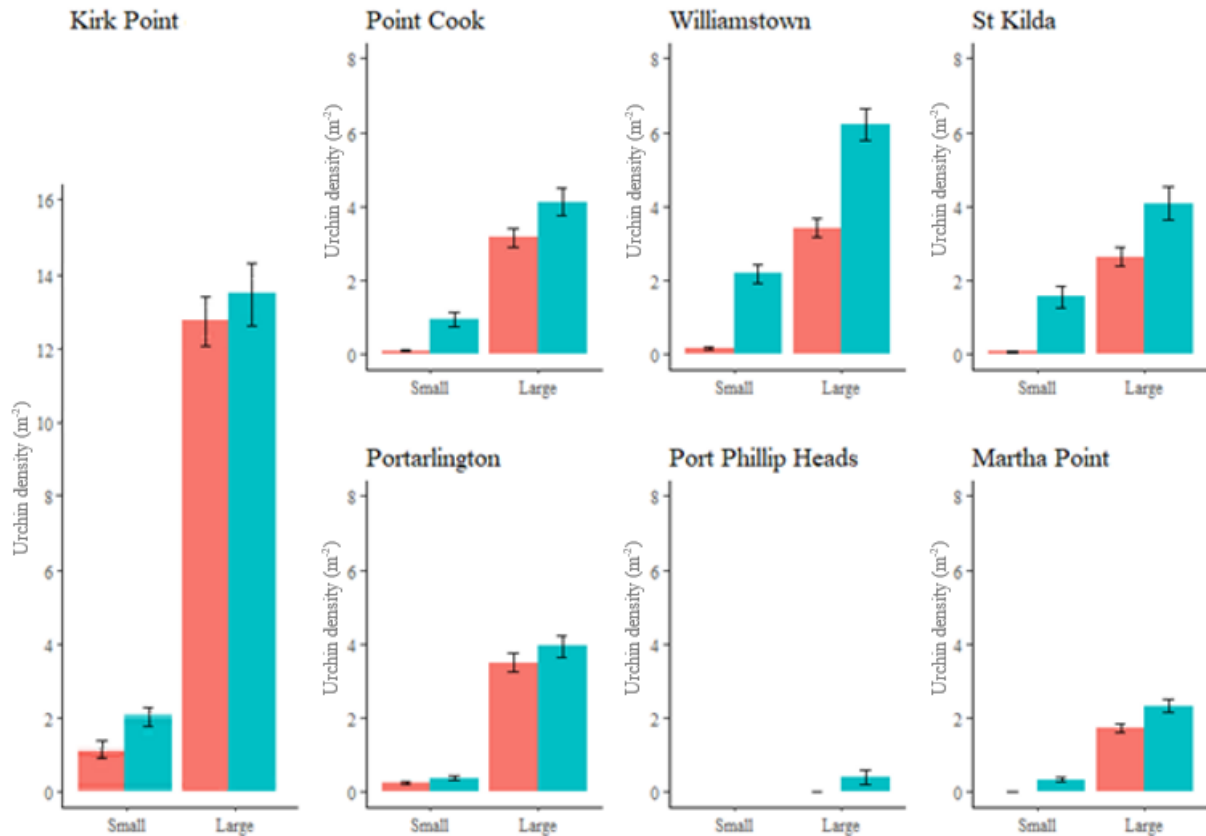 Kirk Point
Urchin density (m⁻²)
16
14
12
10
8
6
4
2
0
Small Large
Point Cook
Urchin density (m⁻²)
8
6
4
2
0
Small Large
Williamstown
Urchin density (m⁻²)
8
6
4
2
0
Small Large
St Kilda
Urchin density (m⁻²)
8
6
4
2
0
Small Large
Portarlington
Urchin density (m⁻²)
8
6
4
2
0
Small Large
Port Phillip Heads
Urchin density (m⁻²)
8
6
4
2
0
Small Large
Martha Point
Urchin density (m⁻²)
8
6
4
2
0
Small Large